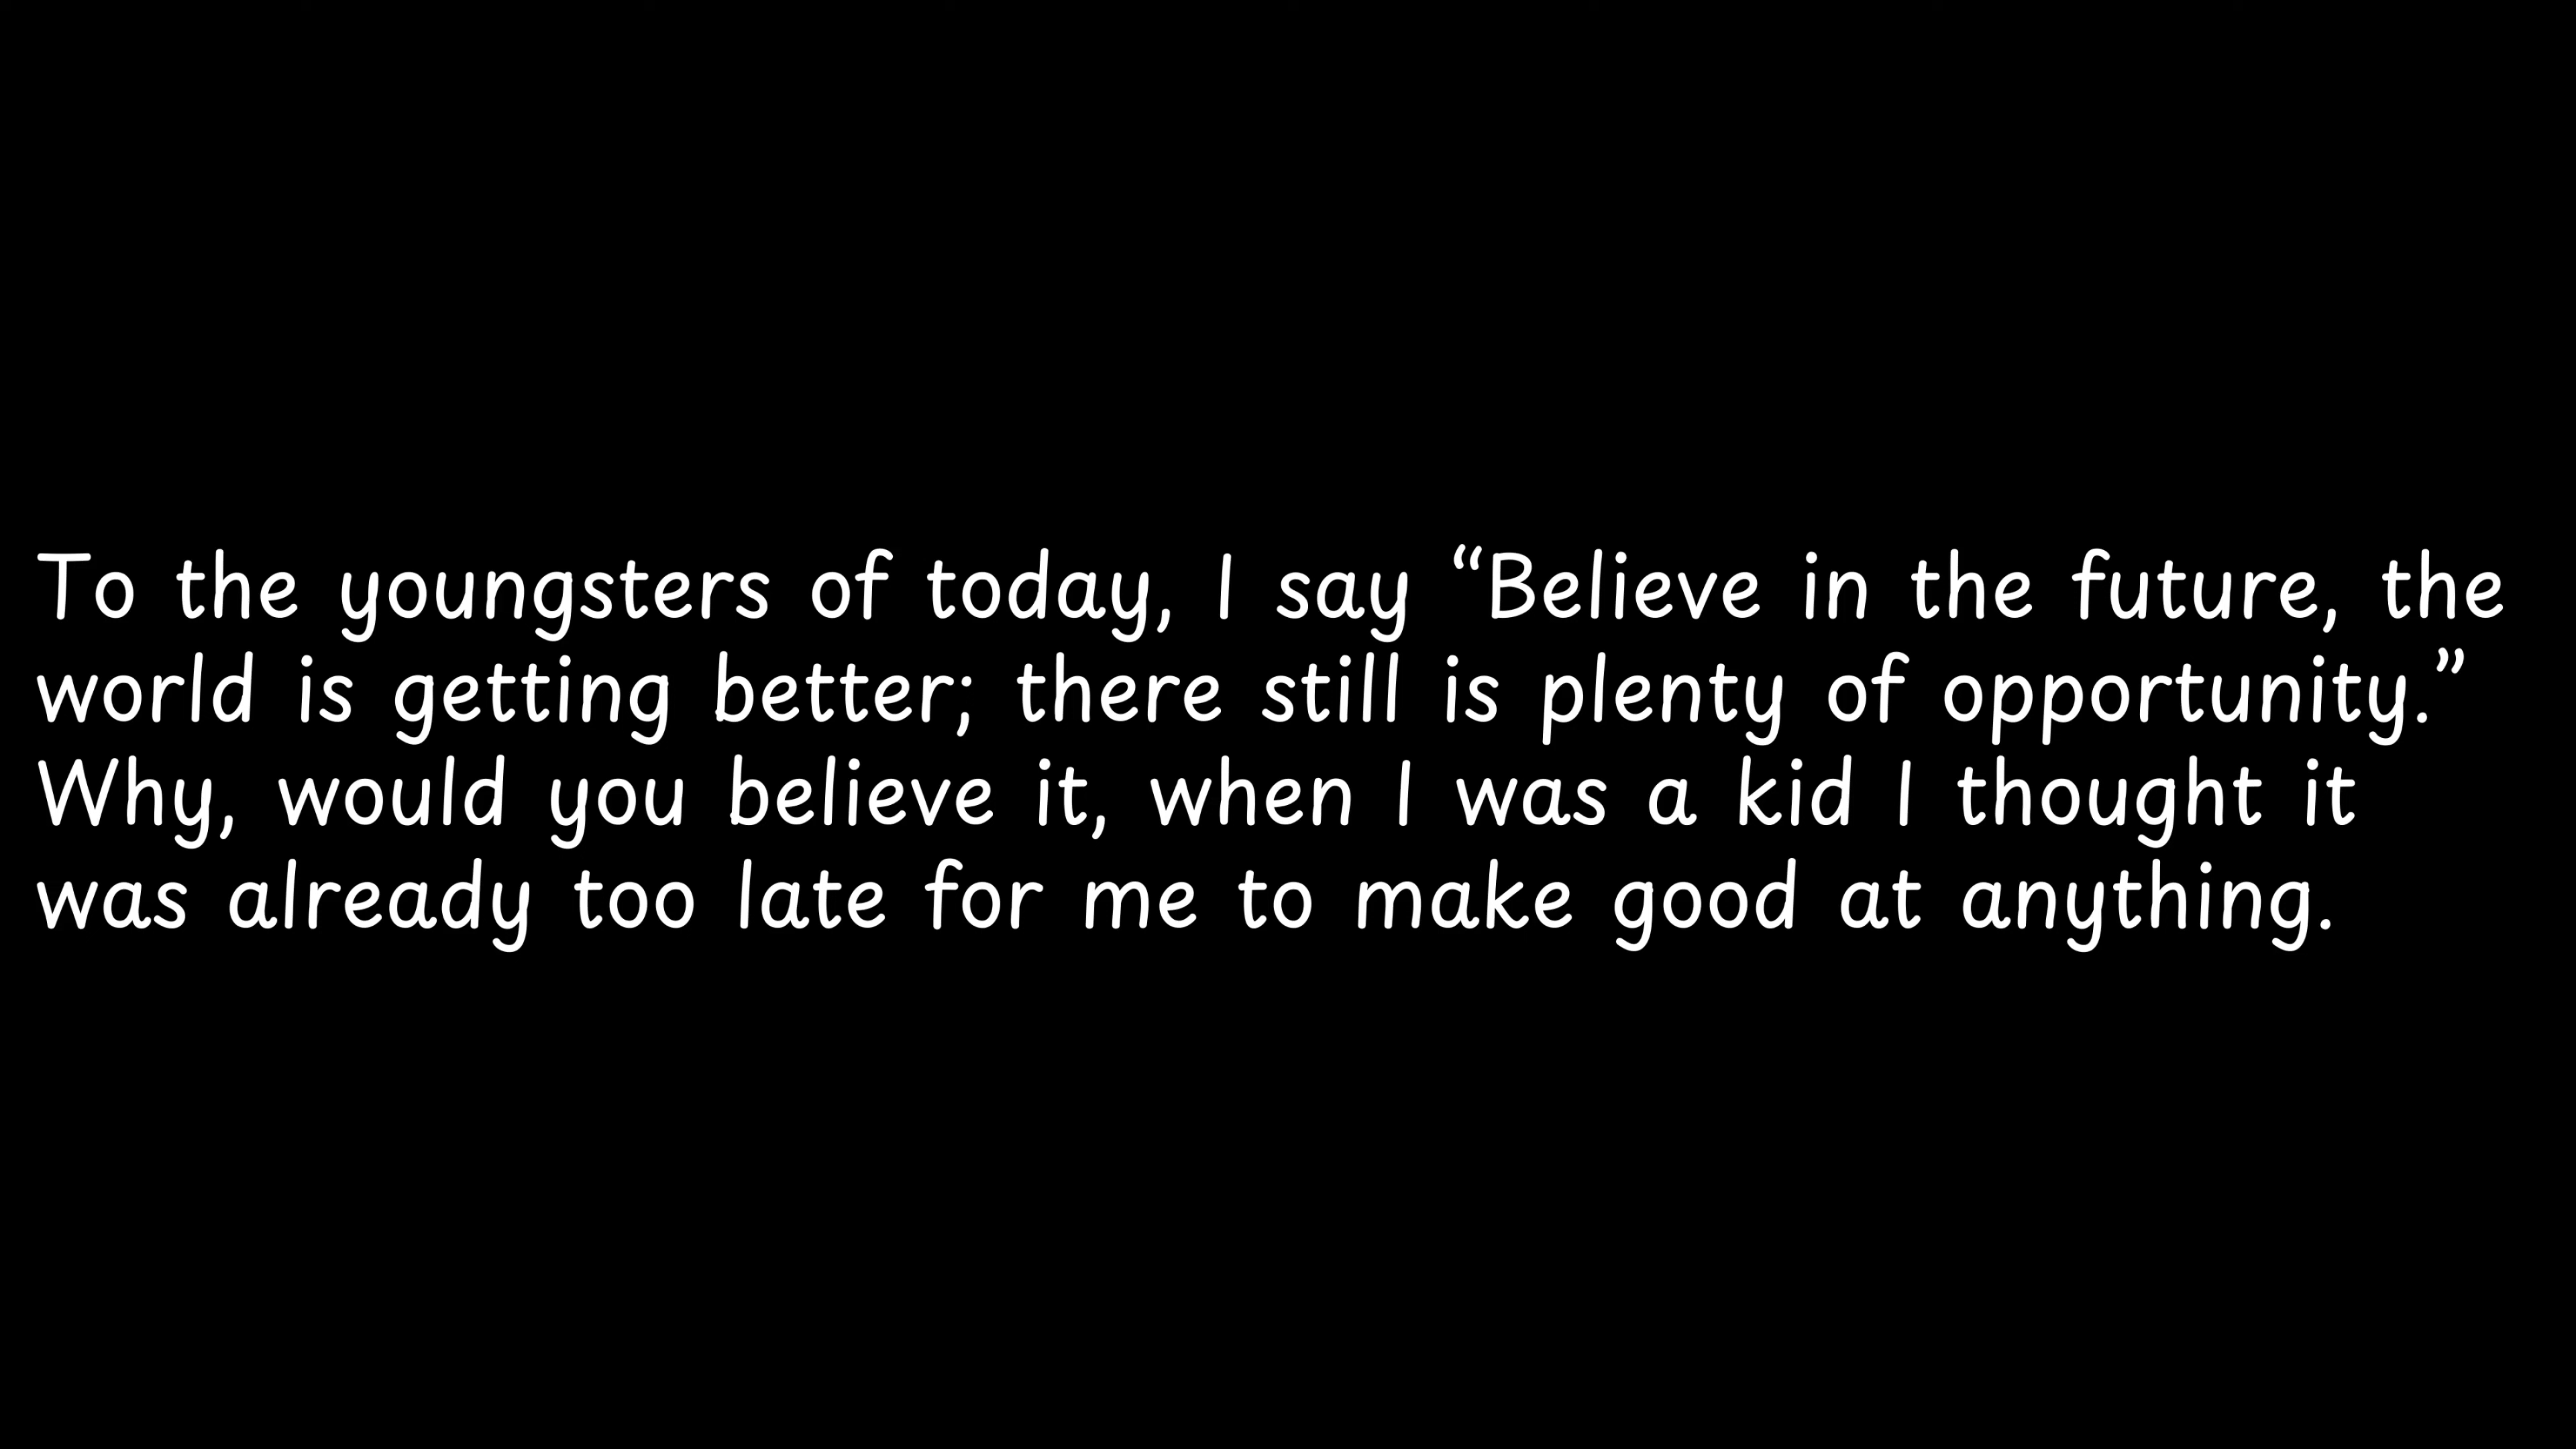 To the youngsters of today, I say “Believe in the future, the
world is getting better; there still is plenty of opportunity.”
Why, would you believe it, when I was a kid I thought it
was already too late for me to make good at anything.